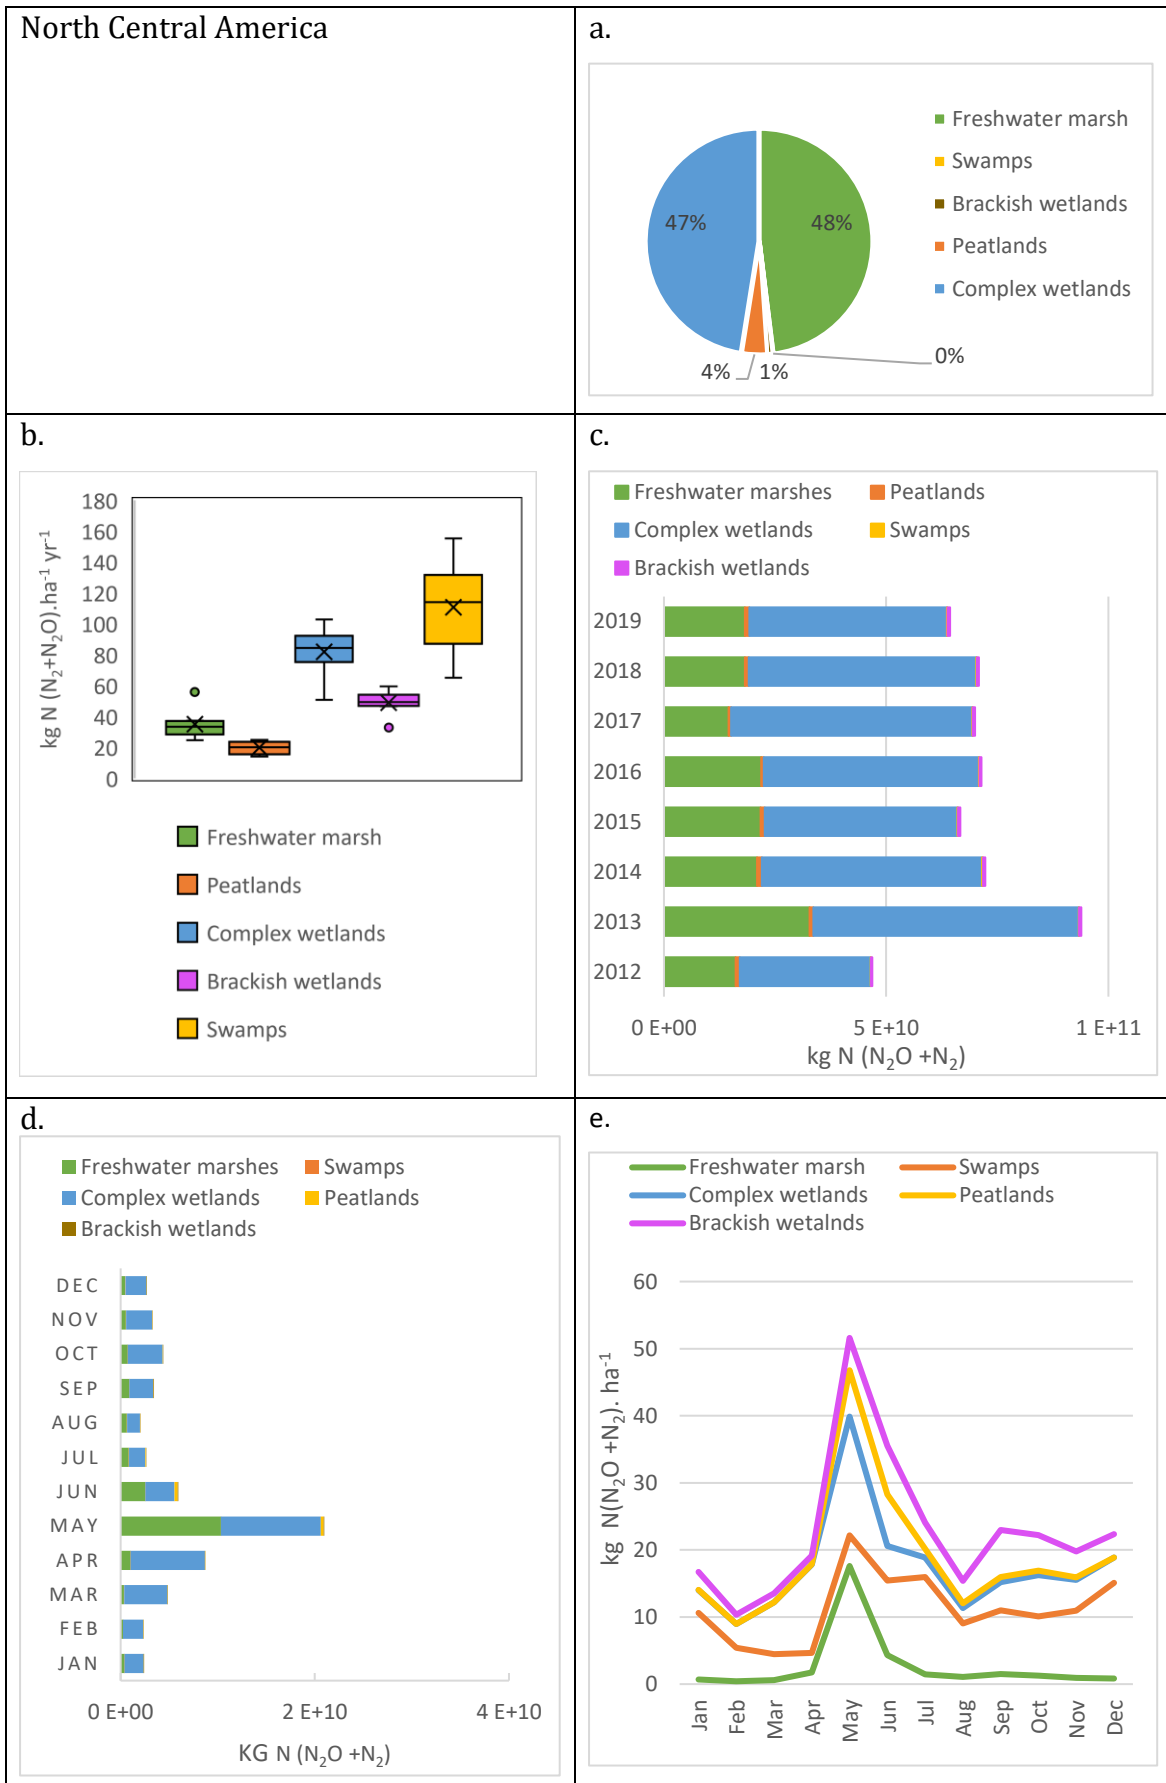 North Central America
a.
Freshwater marsh
Swamps
Brackish wetlands
Peatlands
Complex wetlands
47%
48%
0%
4%
1%
b.
kg N (N₂+N₂O).ha⁻¹ yr⁻¹
180
160
140
120
100
80
60
40
20
0
Freshwater marsh
Peatlands
Complex wetlands
Brackish wetlands
Swamps
c.
Freshwater marshes Peatlands
Complex wetlands Swamps
Brackish wetlands
2019
2018
2017
2016
2015
2014
2013
2012
0 E+00 5 E+10 1 E+11
kg N (N₂O +N₂)
d.
Freshwater marshes Swamps
Complex wetlands Peatlands
Brackish wetlands
DEC
NOV
OCT
SEP
AUG
JUL
JUN
MAY
APR
MAR
FEB
JAN
0 E+00 2 E+10 4 E+10
KG N (N₂O +N₂)
e.
Freshwater marsh Swamps
Complex wetlands Peatlands
Brackish wetalnds
kg N(N₂O +N₂). ha⁻¹
60
50
40
30
20
10
0
Jan Feb Mar Apr May Jun Jul Aug Sep Oct Nov Dec